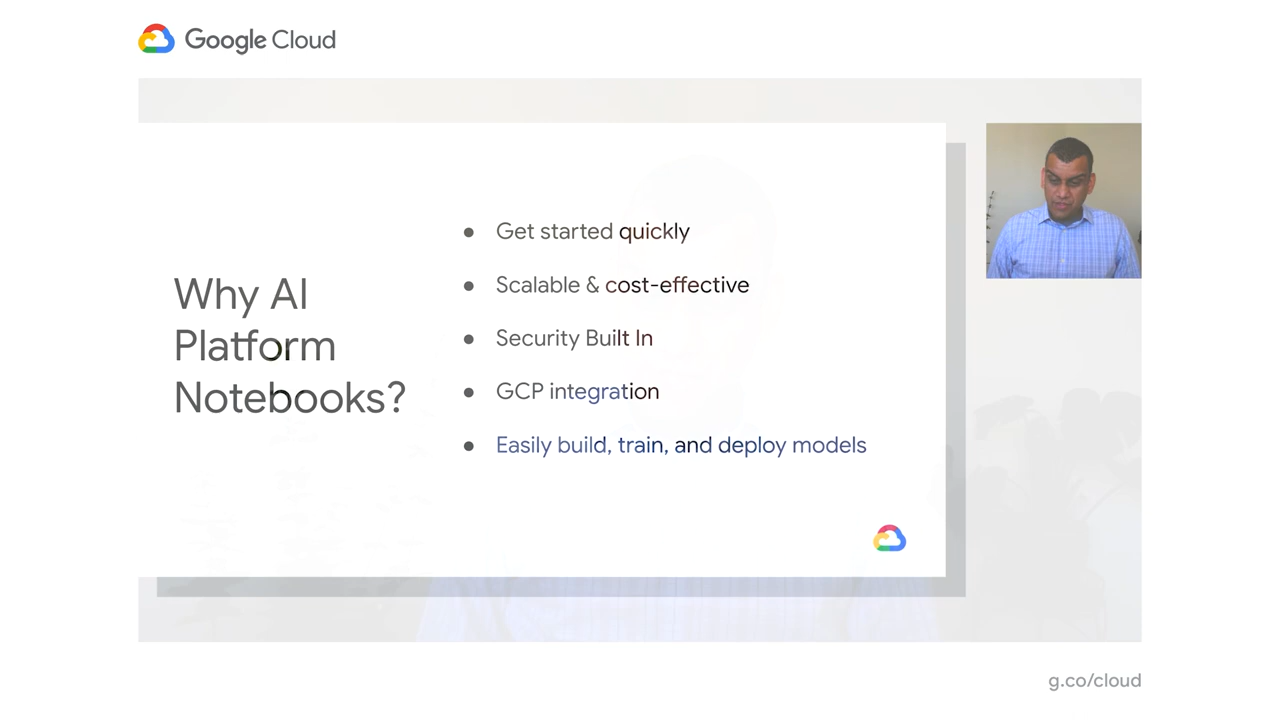 Google Cloud
Why AI
Platform
Notebooks?
● Get started quickly
● Scalable & cost-effective
● Security Built In
● GCP integration
● Easily build, train, and deploy models
g.co/cloud